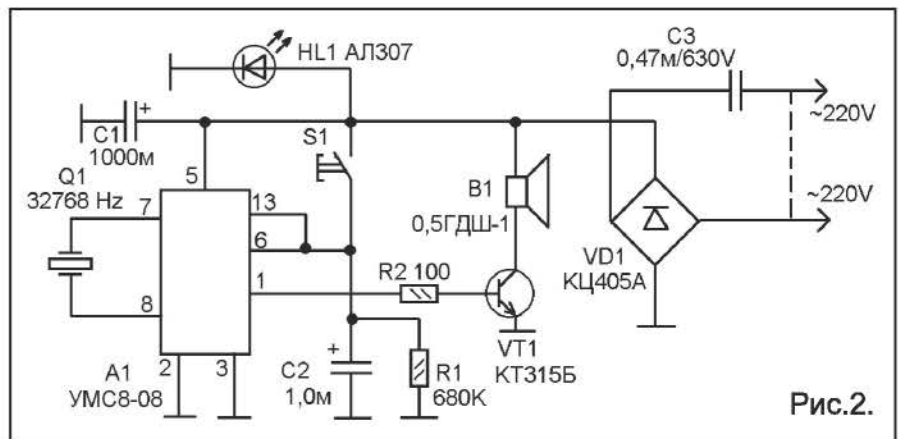 HL1 АЛ307
C3
0,47м/630V
~220V
~220V
+
C1
1000м
S1
5
Q1
32768 Hz
7
13
6
1
8
2
3
A1
УМС8-08
R2 100
B1
0,5ГДШ-1
VT1
КТ315Б
VD1
КЦ405А
+
C2
1,0м
R1
680K
Рис.2.